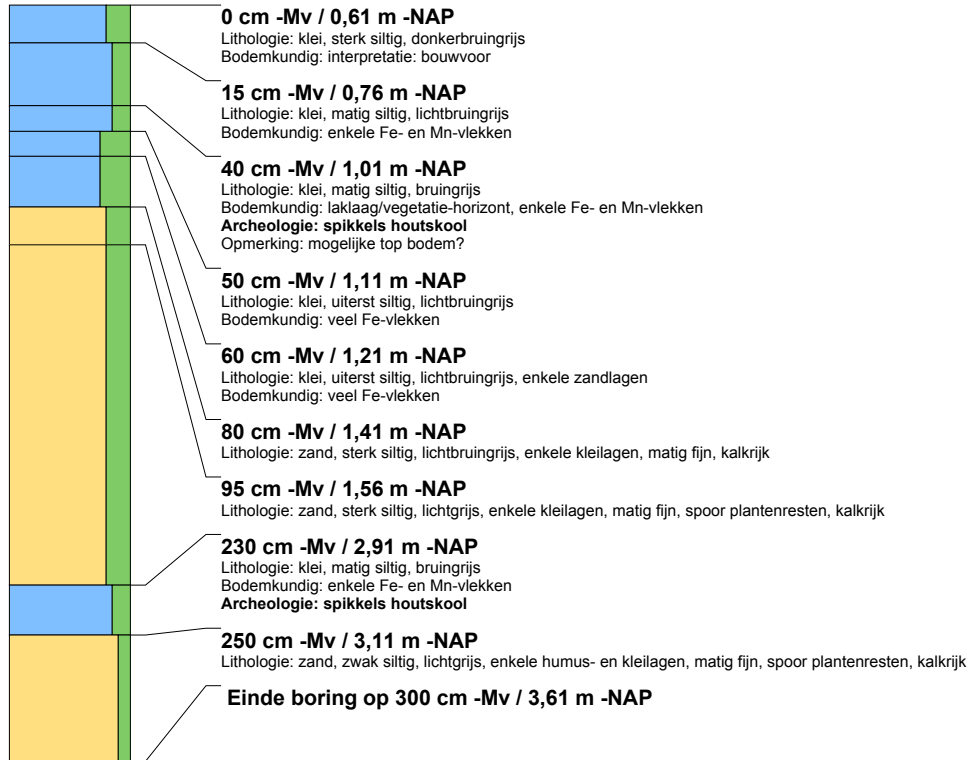 0 cm -Mv / 0,61 m -NAP
Lithologie: klei, sterk siltig, donkerbruingrijs
Bodemkundig: interpretatie: bouwvoor
15 cm -Mv / 0,76 m -NAP
Lithologie: klei, matig siltig, lichtbruingrijs
Bodemkundig: enkele Fe- en Mn-vlekken
40 cm -Mv / 1,01 m -NAP
Lithologie: klei, matig siltig, bruingrijs
Bodemkundig: laklaag/vegetatie-horizont, enkele Fe- en Mn-vlekken
Archeologie: spikkels houtskool
Opmerking: mogelijke top bodem?
50 cm -Mv / 1,11 m -NAP
Lithologie: klei, uiterst siltig, lichtbruingrijs
Bodemkundig: veel Fe-vlekken
60 cm -Mv / 1,21 m -NAP
Lithologie: klei, uiterst siltig, lichtbruingrijs, enkele zandlagen
Bodemkundig: veel Fe-vlekken
80 cm -Mv / 1,41 m -NAP
Lithologie: zand, sterk siltig, lichtbruingrijs, enkele kleilagen, matig fijn, kalkrijk
95 cm -Mv / 1,56 m -NAP
Lithologie: zand, sterk siltig, lichtgrijs, enkele kleilagen, matig fijn, spoor plantenresten, kalkrijk
230 cm -Mv / 2,91 m -NAP
Lithologie: klei, matig siltig, bruingrijs
Bodemkundig: enkele Fe- en Mn-vlekken
Archeologie: spikkels houtskool
250 cm -Mv / 3,11 m -NAP
Lithologie: zand, zwak siltig, lichtgrijs, enkele humus- en kleilagen, matig fijn, spoor plantenresten, kalkrijk
Einde boring op 300 cm -Mv / 3,61 m -NAP